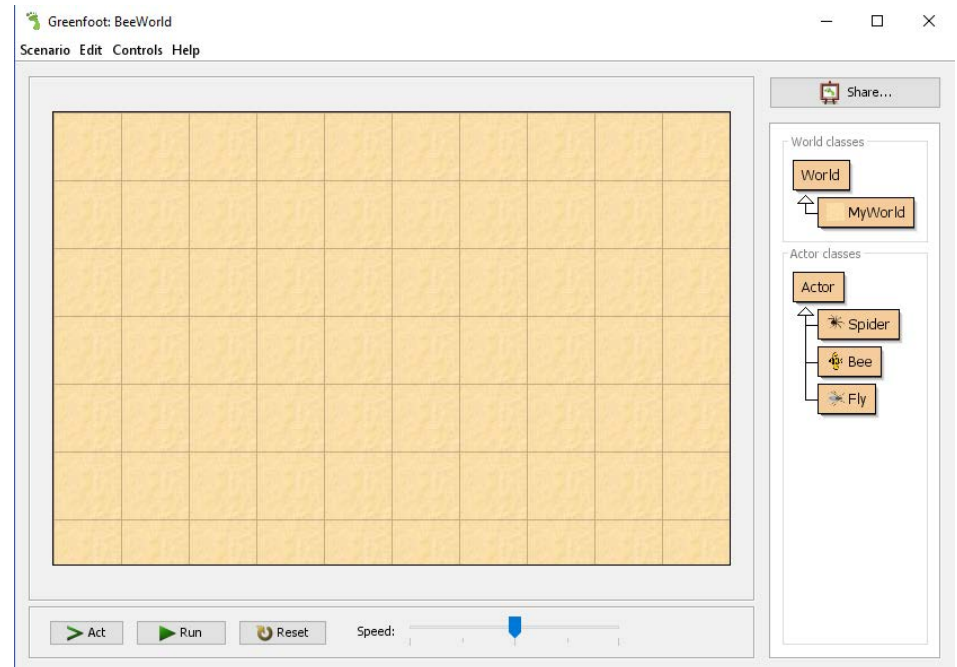 Greenfoot: BeeWorld
Scenario Edit Controls Help
Share...
World classes
World
MyWorld
Actor classes
Actor
Spider
Bee
Fly
Act Run Reset Speed: